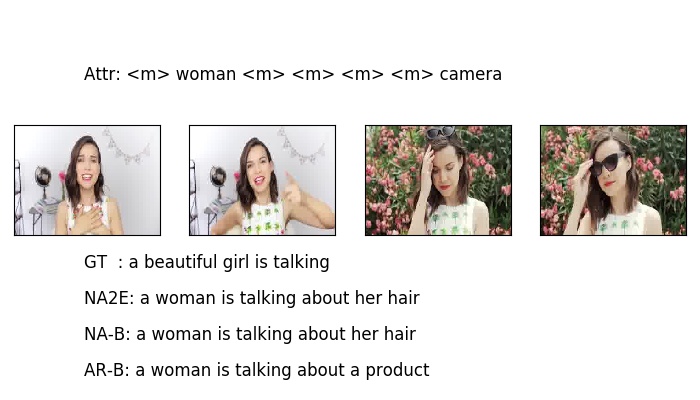 Attr: <m> woman <m> <m> <m> <m> camera
GT  : a beautiful girl is talking
NA2E: a woman is talking about her hair
NA-B: a woman is talking about her hair
AR-B: a woman is talking about a product